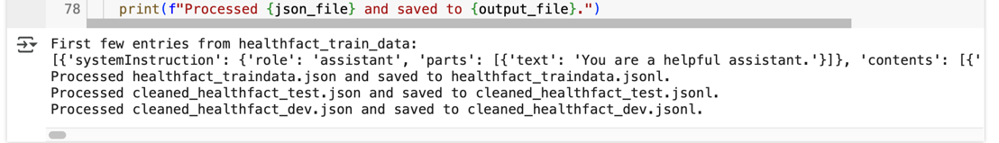 78 print(f"Processed {json_file} and saved to {output_file}.")
First few entries from healthfact_train_data:
[{'systemInstruction': {'role': 'assistant', 'parts': [{'text': 'You are a helpful assistant.'}]}, 'contents': [{'
Processed healthfact_traindata.json and saved to healthfact_traindata.jsonl.
Processed cleaned_healthfact_test.json and saved to cleaned_healthfact_test.jsonl.
Processed cleaned_healthfact_dev.json and saved to cleaned_healthfact_dev.jsonl.